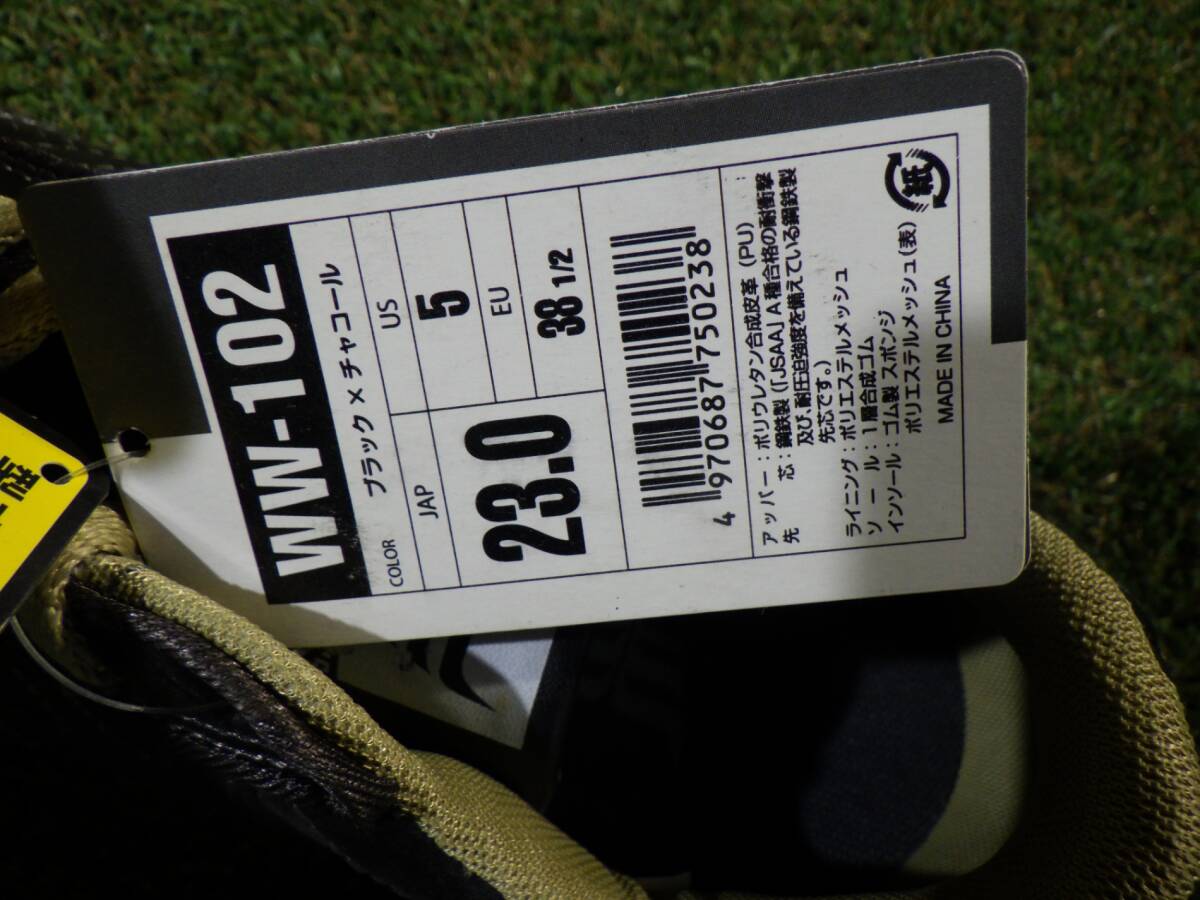 WW-102
COLOR ブラック×チャコール
JAP US
23.0 5
EU
38 1/2
4 970687 750238
アッパー：ポリウレタン合成皮革（PU）
先芯：鋼鉄製（「JSAA」A種合格の耐衝撃
及び、耐圧迫強度を備えている鋼鉄製
先芯です。）
ライニング：ポリエステルメッシュ
ソール：1層合成ゴム
インソール：ゴム製スポンジ
ポリエステルメッシュ（表）
MADE IN CHINA
紙